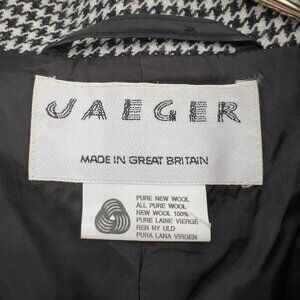 JAEGER
MADE IN GREAT BRITAIN
PURE NEW WOOL
ALL PURE WOOL
NEW WOOL 100%
PURE LAINE VIERGE
REN NY ULD
PURA LANA VIRGEN